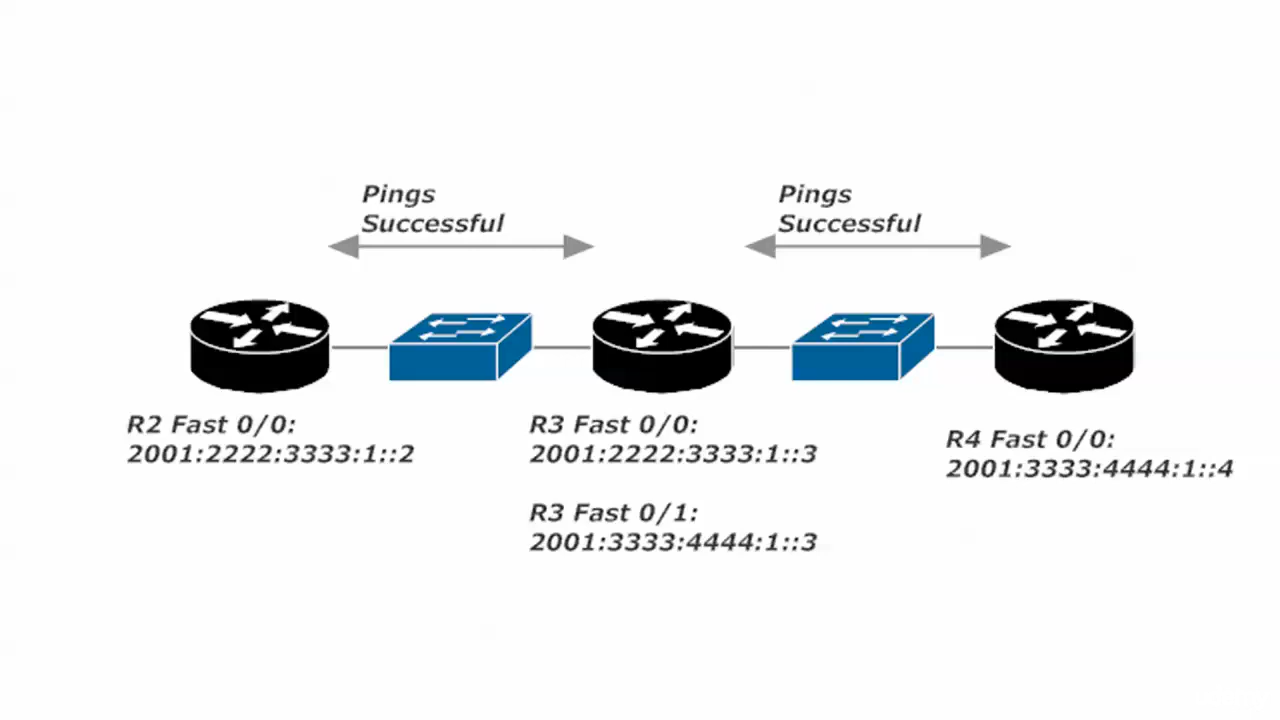 Pings
Successful
Pings
Successful
R2 Fast 0/0:
2001:2222:3333:1::2
R3 Fast 0/0:
2001:2222:3333:1::3
R3 Fast 0/1:
2001:3333:4444:1::3
R4 Fast 0/0:
2001:3333:4444:1::4